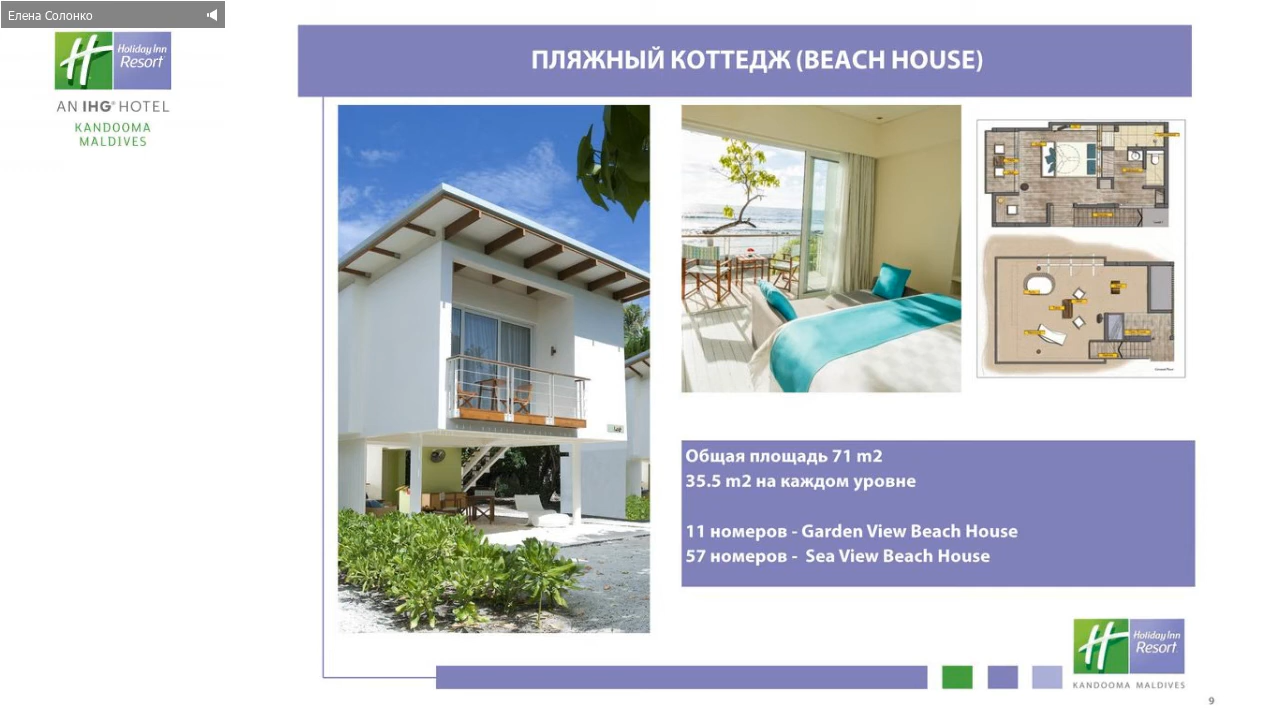 Елена Солонко
Holiday Inn
Resort
AN IHG® HOTEL
KANDOOMA
MALDIVES
ПЛЯЖНЫЙ КОТТЕДЖ (BEACH HOUSE)
Общая площадь 71 m2
35.5 m2 на каждом уровне
11 номеров - Garden View Beach House
57 номеров - Sea View Beach House
Holiday Inn
Resort
KANDOOMA MALDIVES
9